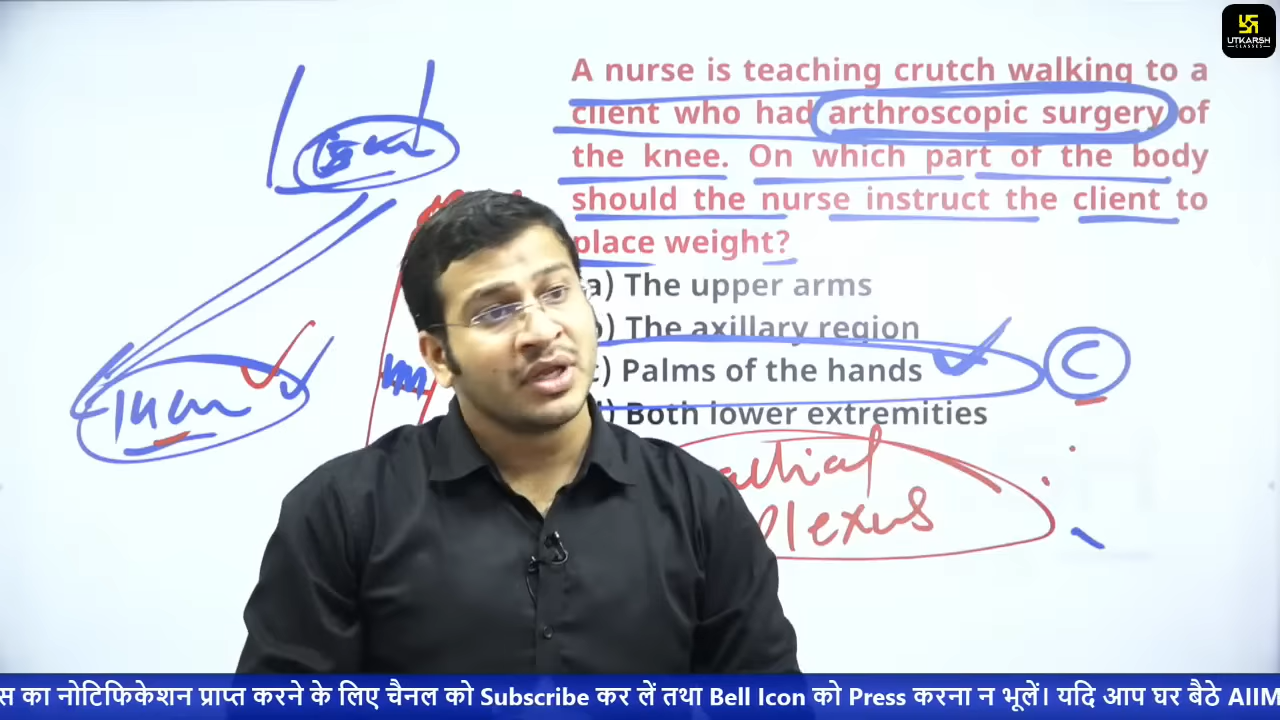 UTKARSH
CLASSES
A nurse is teaching crutch walking to a
client who had arthroscopic surgery of
the knee. On which part of the body
should the nurse instruct the client to
place weight?
a) The upper arms
b) The axillary region
c) Palms of the hands
C
d) Both lower extremities
plexus
स का नोटिफिकेशन प्राप्त करने के लिए चैनल को Subscribe कर लें तथा Bell Icon को Press करना न भूलें। यदि आप घर बैठे AIIM